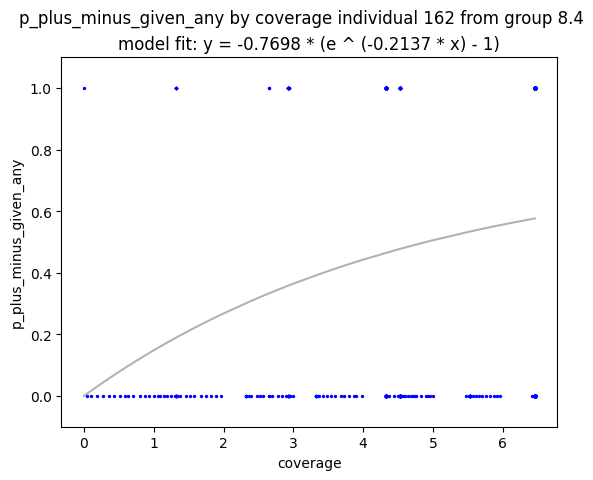 p_plus_minus_given_any by coverage individual 162 from group 8.4
model fit: y = -0.7698 * (e ^ (-0.2137 * x) - 1)
1.0
0.8
0.6
0.4
0.2
0.0
p_plus_minus_given_any
0 1 2 3 4 5 6
coverage